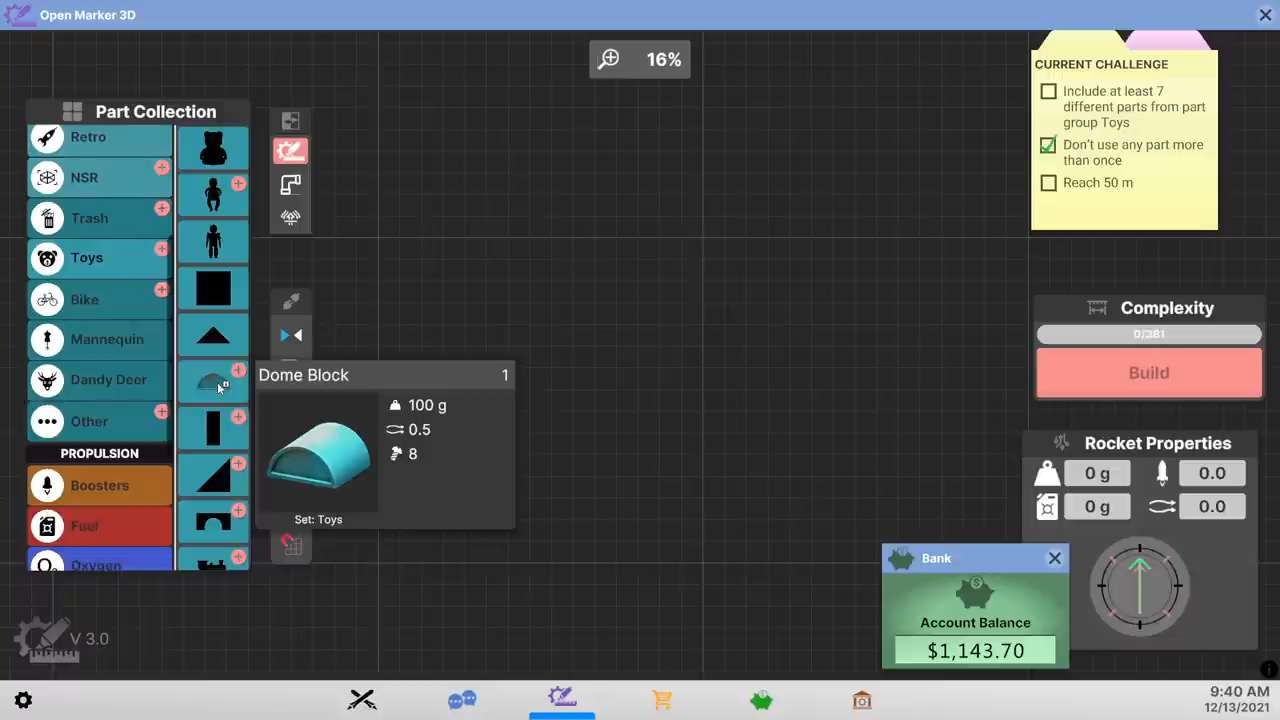 Open Marker 3D
16%
CURRENT CHALLENGE
Include at least 7
different parts from part
group Toys
Don't use any part more
than once
Reach 50 m
Part Collection
Retro
NSR
Trash
Toys
Bike
Mannequin
Dandy Deer
Other
PROPULSION
Boosters
Fuel
Oxygen
Dome Block 1
100 g
0.5
8
Set: Toys
Complexity
0/381
Build
Rocket Properties
0 g 0.0
0 g 0.0
Bank
Account Balance
$1,143.70
V 3.0
9:40 AM
12/13/2021